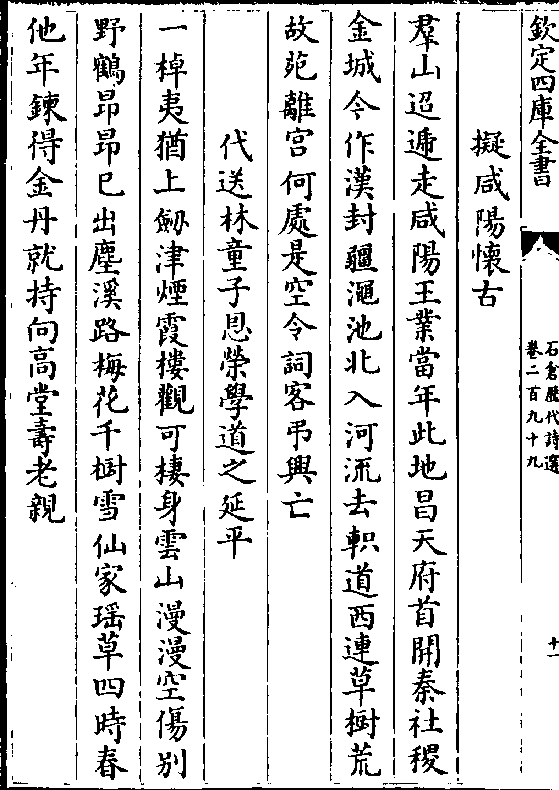 欽定四庫全書
石倉歷代詩選
卷二百九十九
十一
擬咸陽懷古
羣山迢遞走咸陽王業當年此地昌天府首開秦社稷
金城今作漢封疆澠池北入河流去軹道西連草樹荒
故苑離宮何處是空令詞客弔興亡
代送林童子思榮學道之延平
一棹夷猶上劒津煙霞樓觀可棲身雲山漫漫空傷別
野鶴昂昂已出塵溪路梅花千樹雪仙家瑶草四時春
他年鍊得金丹就持向高堂壽老親